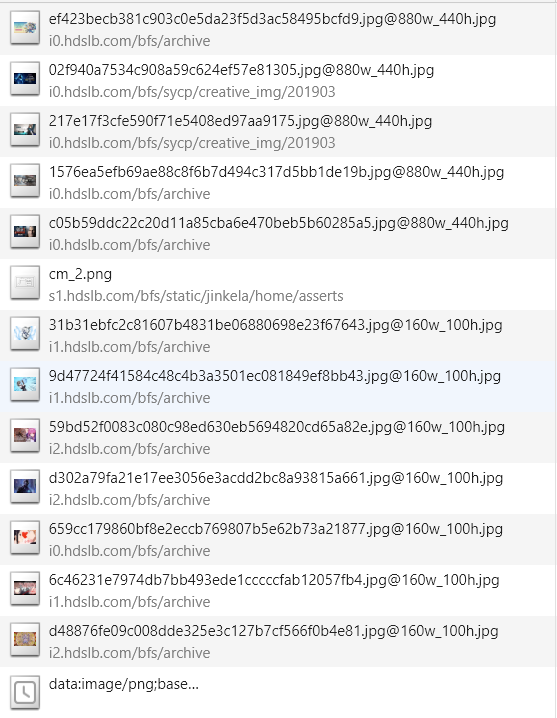 ef423becb381c903c0e5da23f5d3ac58495bcfd9.jpg@880w_440h.jpg
i0.hdslb.com/bfs/archive
02f940a7534c908a59c624ef57e81305.jpg@880w_440h.jpg
i0.hdslb.com/bfs/sycp/creative_img/201903
217e17f3cfe590f71e5408ed97aa9175.jpg@880w_440h.jpg
i0.hdslb.com/bfs/sycp/creative_img/201903
1576ea5efb69ae88c8f6b7d494c317d5bb1de19b.jpg@880w_440h.jpg
i0.hdslb.com/bfs/archive
c05b59ddc22c20d11a85cba6e470beb5b60285a5.jpg@880w_440h.jpg
i0.hdslb.com/bfs/archive
cm_2.png
s1.hdslb.com/bfs/static/jinkela/home/asserts
31b31ebfc2c81607b4831be06880698e23f67643.jpg@160w_100h.jpg
i1.hdslb.com/bfs/archive
9d47724f41584c48c4b3a3501ec081849ef8bb43.jpg@160w_100h.jpg
i1.hdslb.com/bfs/archive
59bd52f0083c080c98ed630eb5694820cd65a82e.jpg@160w_100h.jpg
i2.hdslb.com/bfs/archive
d302a79fa21e17ee3056e3acdd2bc8a93815a661.jpg@160w_100h.jpg
i2.hdslb.com/bfs/archive
659cc179860bf8e2eccb769807b5e62b73a21877.jpg@160w_100h.jpg
i0.hdslb.com/bfs/archive
6c46231e7974db7bb493ede1cccccfab12057fb4.jpg@160w_100h.jpg
i1.hdslb.com/bfs/archive
d48876fe09c008dde325e3c127b7cf566f0b4e81.jpg@160w_100h.jpg
i2.hdslb.com/bfs/archive
data:image/png;base...